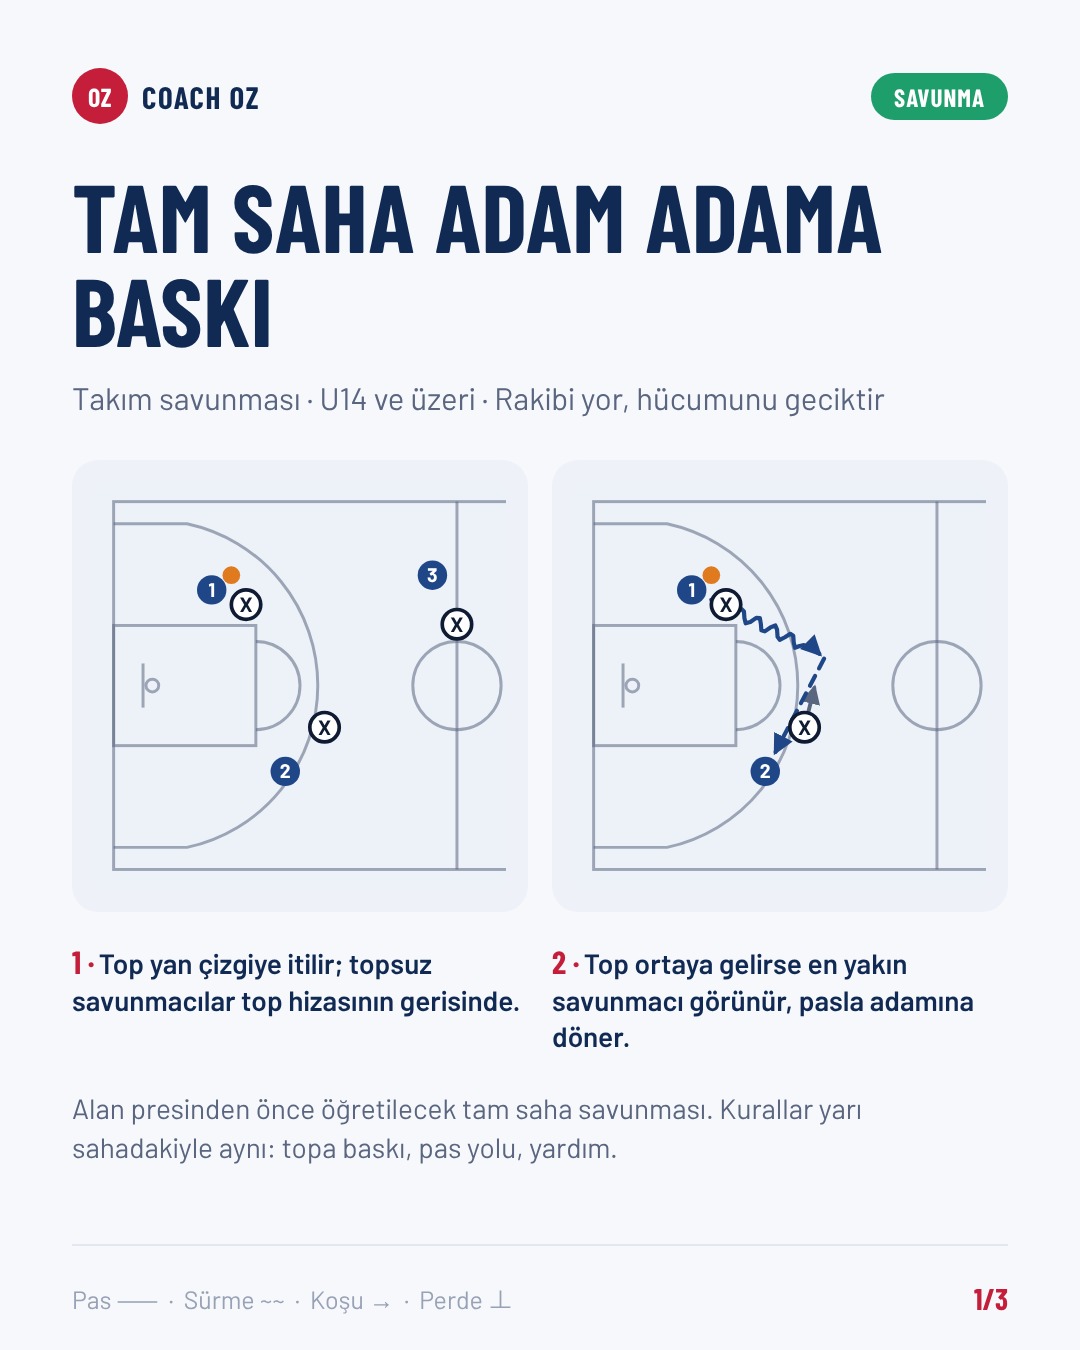 OZ COACH OZ
SAVUNMA
TAM SAHA ADAM ADAMA
BASKI
Takım savunması · U14 ve üzeri · Rakibi yor, hücumunu geciktir
1
X
3
X
X
2
1
X
X
2
1 · Top yan çizgiye itilir; topsuz
savunmacılar top hizasının gerisinde.
2 · Top ortaya gelirse en yakın
savunmacı görünür, pasla adamına
döner.
Alan presinden önce öğretilecek tam saha savunması. Kurallar yarı
sahadakiyle aynı: topa baskı, pas yolu, yardım.
Pas —— · Sürme ~~ · Koşu → · Perde ⊥
1/3